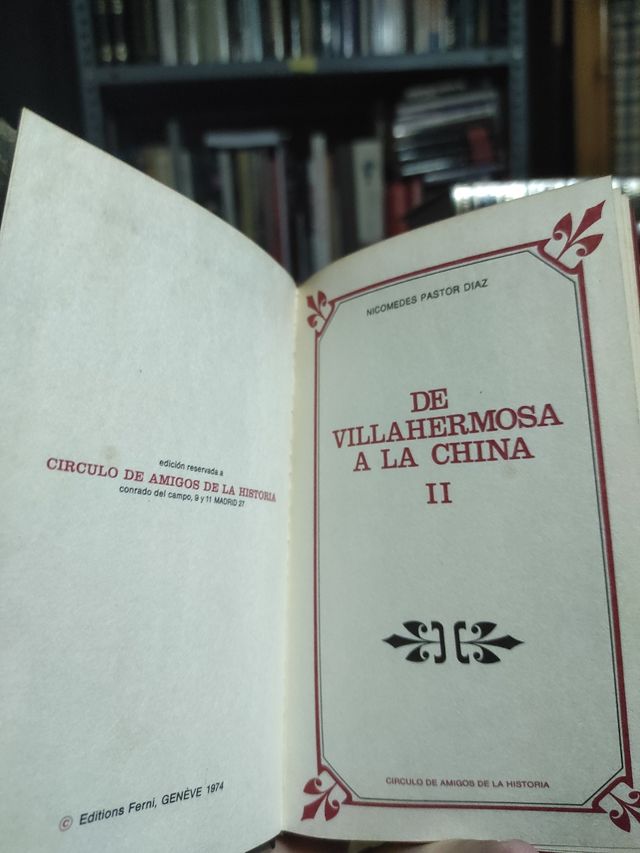 edición reservada a
CIRCULO DE AMIGOS DE LA HISTORIA
conrado del campo, 9 y 11 MADRID 27
© Editions Ferni, GENÈVE 1974
NICOMEDES PASTOR DIAZ
DE
VILLAHERMOSA
A LA CHINA
II
CIRCULO DE AMIGOS DE LA HISTORIA